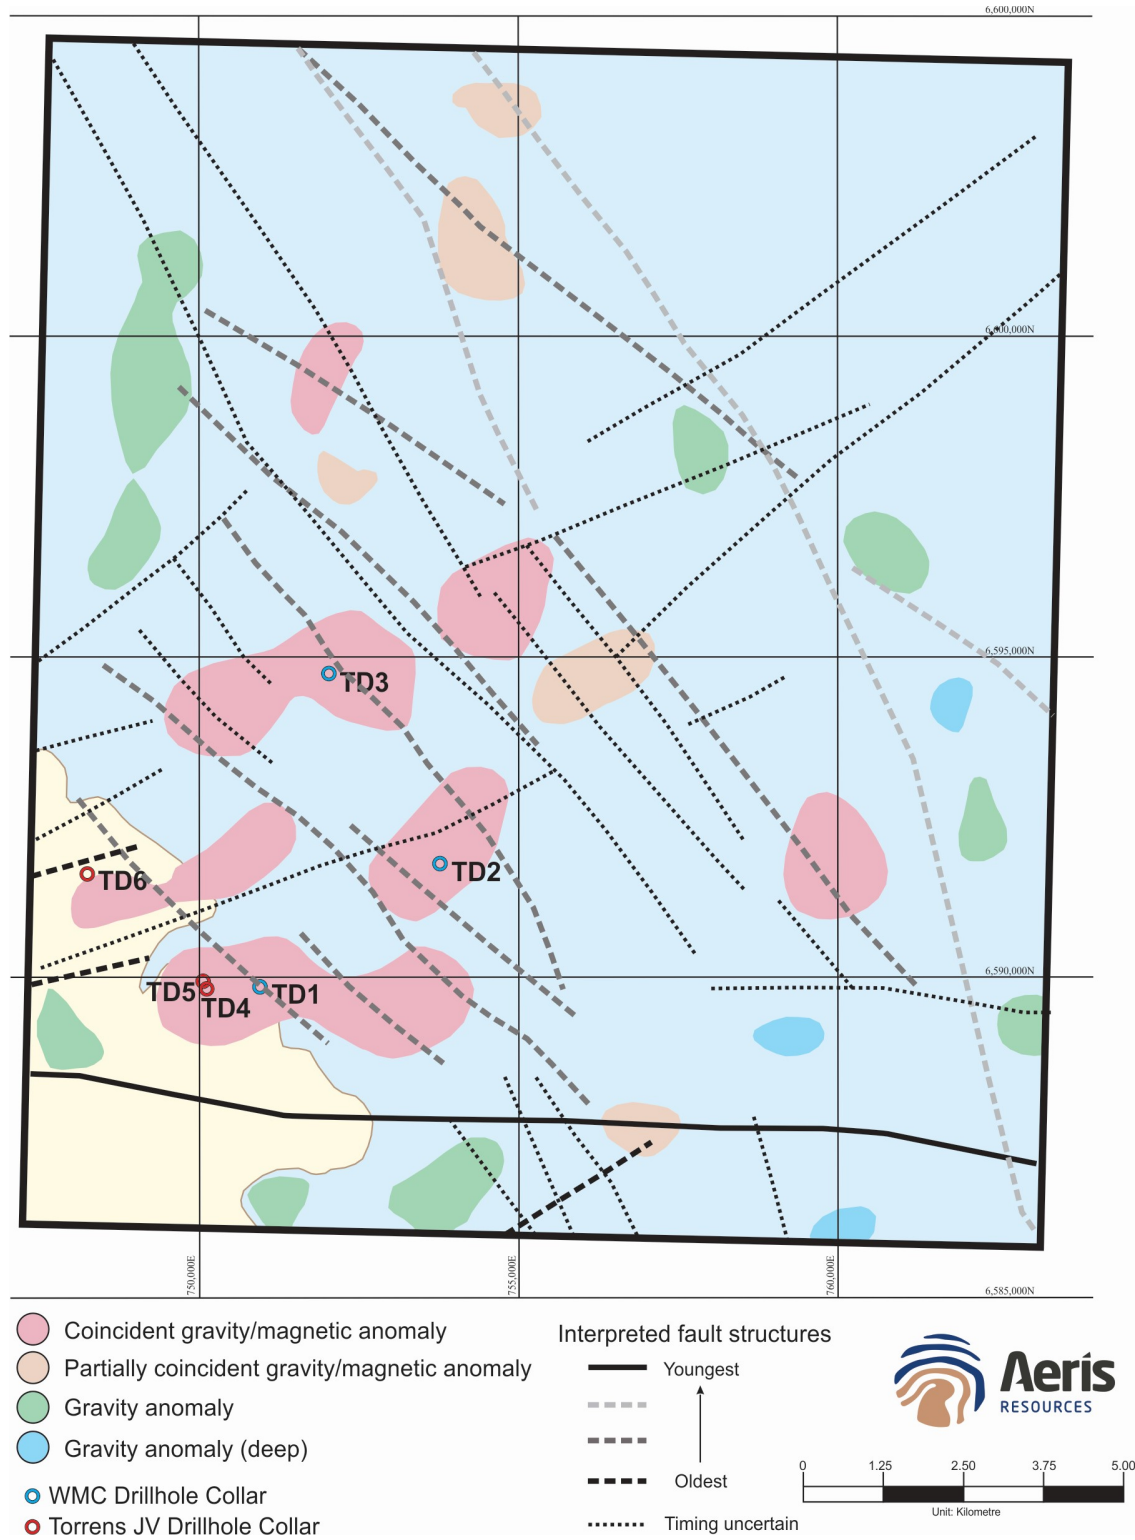 6,600,000N
6,600,000N
TD3
6,595,000N
TD2
TD6
6,590,000N
TD5
TD4
TD1
750,000E
755,000E
760,000E
6,585,000N
Coincident gravity/magnetic anomaly
Partially coincident gravity/magnetic anomaly
Gravity anomaly
Gravity anomaly (deep)
WMC Drillhole Collar
Torrens JV Drillhole Collar
Interpreted fault structures
Youngest
Oldest
Timing uncertain
Aeris
RESOURCES
0 1.25 2.50 3.75 5.00
Unit: Kilometre